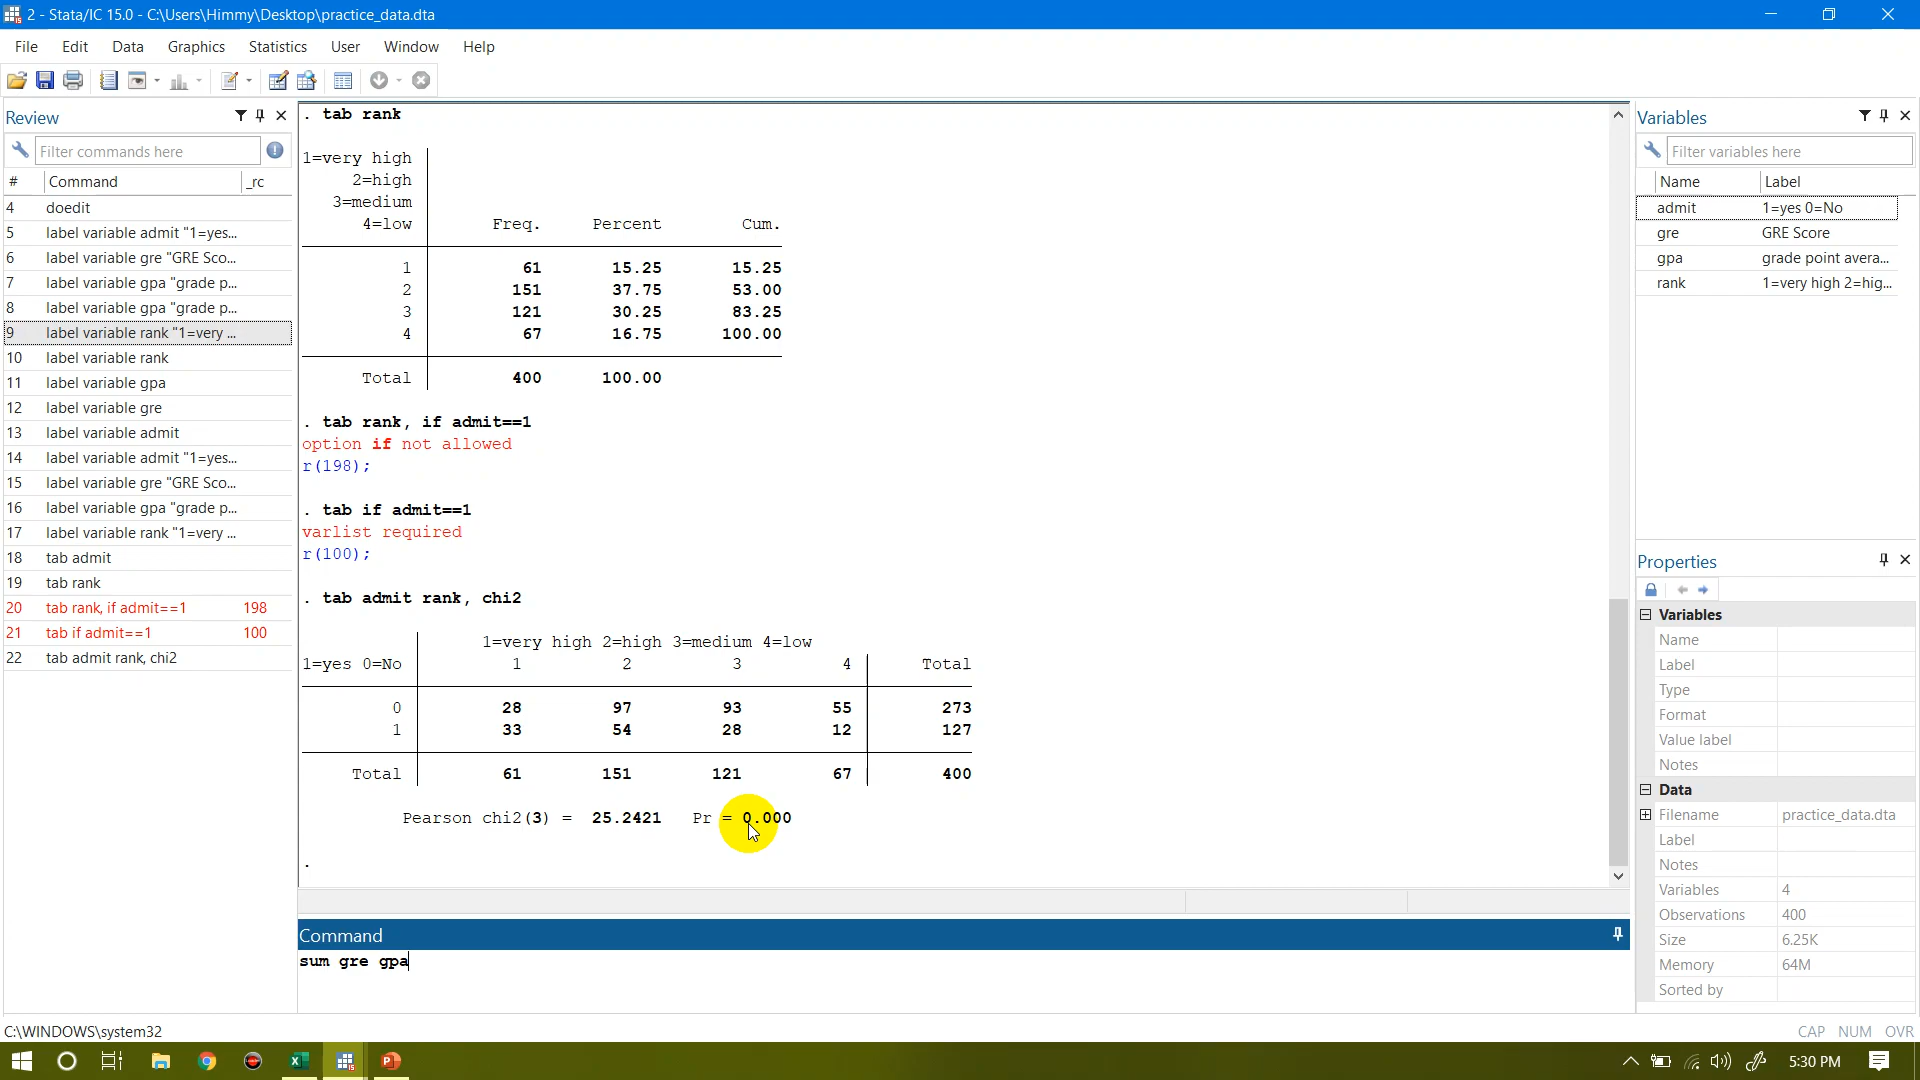 2 - Stata/IC 15.0 - C:\Users\Himmy\Desktop\practice_data.dta
File Edit Data Graphics Statistics User Window Help
Review
Filter commands here
# Command _rc
4 doedit
5 label variable admit "1=yes...
6 label variable gre "GRE Sco...
7 label variable gpa "grade p...
8 label variable gpa "grade p...
9 label variable rank "1=very ...
10 label variable rank
11 label variable gpa
12 label variable gre
13 label variable admit
14 label variable admit "1=yes...
15 label variable gre "GRE Sco...
16 label variable gpa "grade p...
17 label variable rank "1=very ...
18 tab admit
19 tab rank
20 tab rank, if admit==1 198
21 tab if admit==1 100
22 tab admit rank, chi2
. tab rank
1=very high
2=high
3=medium
4=low Freq. Percent Cum.
1 61 15.25 15.25
2 151 37.75 53.00
3 121 30.25 83.25
4 67 16.75 100.00
Total 400 100.00
. tab rank, if admit==1
option if not allowed
r(198);
. tab if admit==1
varlist required
r(100);
. tab admit rank, chi2
1=very high 2=high 3=medium 4=low
1=yes 0=No 1 2 3 4 Total
0 28 97 93 55 273
1 33 54 28 12 127
Total 61 151 121 67 400
Pearson chi2(3) = 25.2421 Pr = 0.000
.
Command
sum gre gpa
Variables
Filter variables here
Name Label
admit 1=yes 0=No
gre GRE Score
gpa grade point avera...
rank 1=very high 2=hig...
Properties
Variables
Name
Label
Type
Format
Value label
Notes
Data
Filename practice_data.dta
Label
Notes
Variables 4
Observations 400
Size 6.25K
Memory 64M
Sorted by
C:\WINDOWS\system32
CAP NUM OVR
5:30 PM